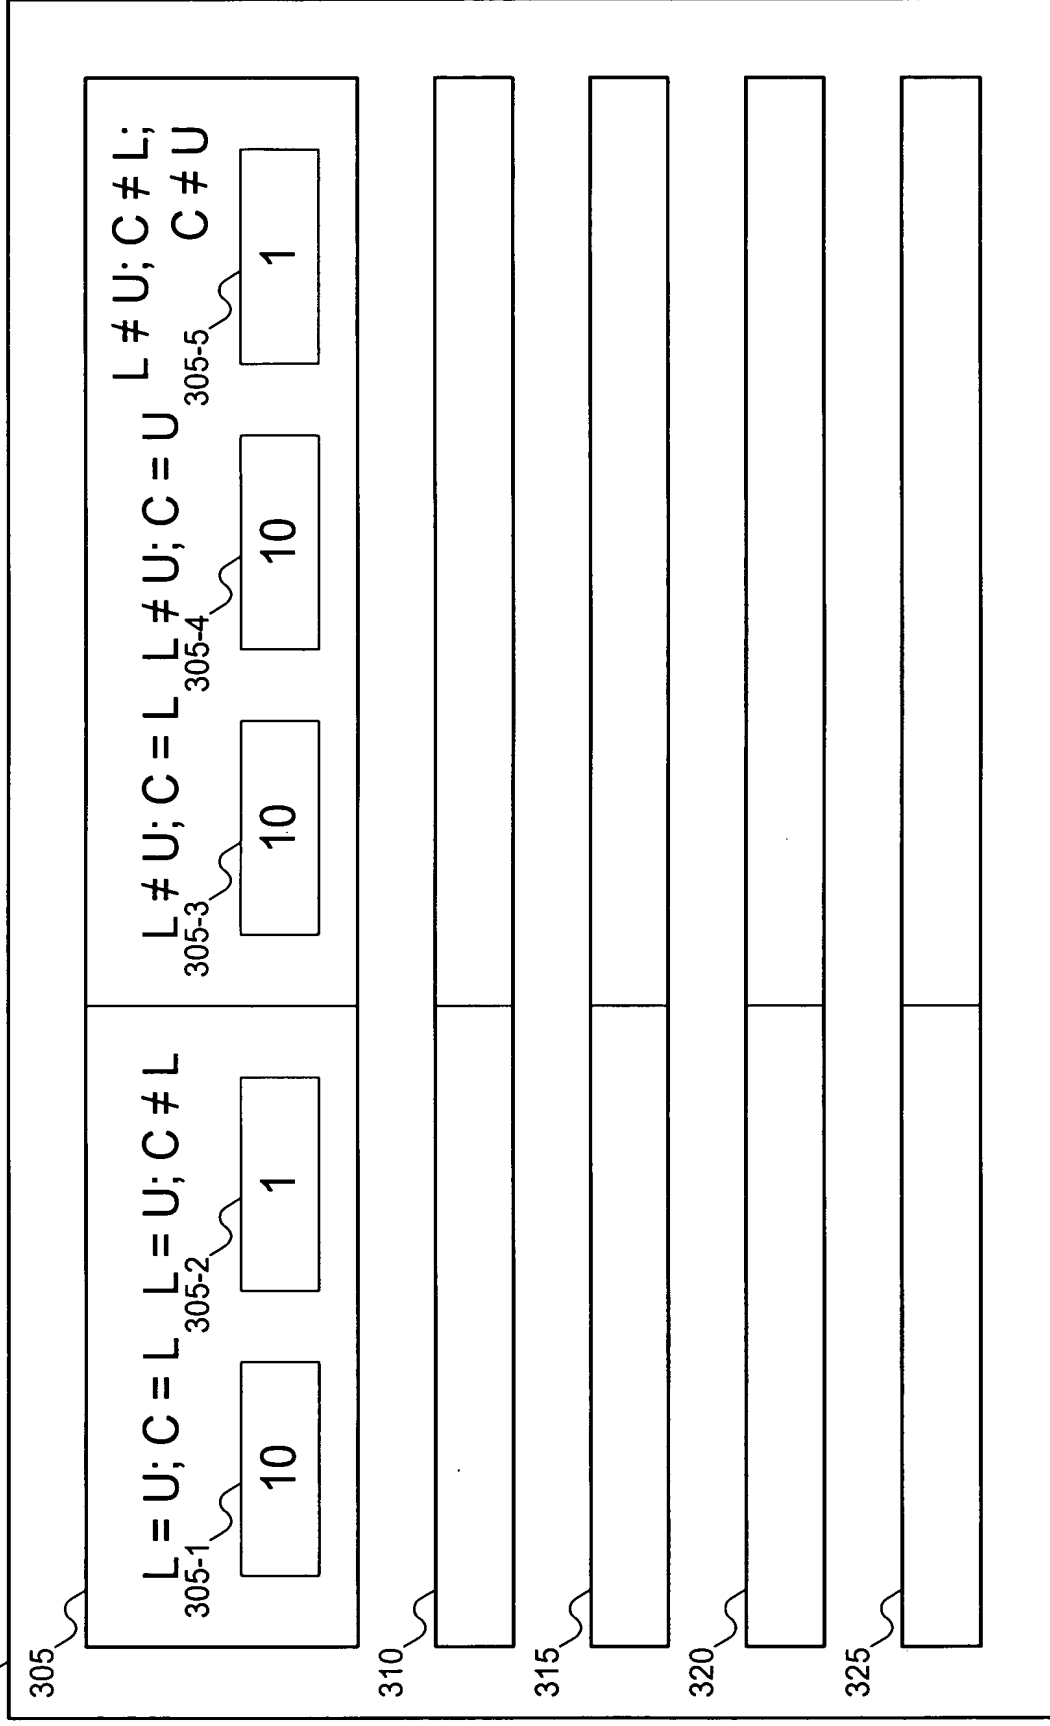 305
L = U; C = L
L = U; C ≠ L
L ≠ U; C = L
L ≠ U; C = U
L ≠ U; C ≠ L;
C ≠ U
305-1
305-2
305-3
305-4
305-5
10
1
10
10
1
310
315
320
325